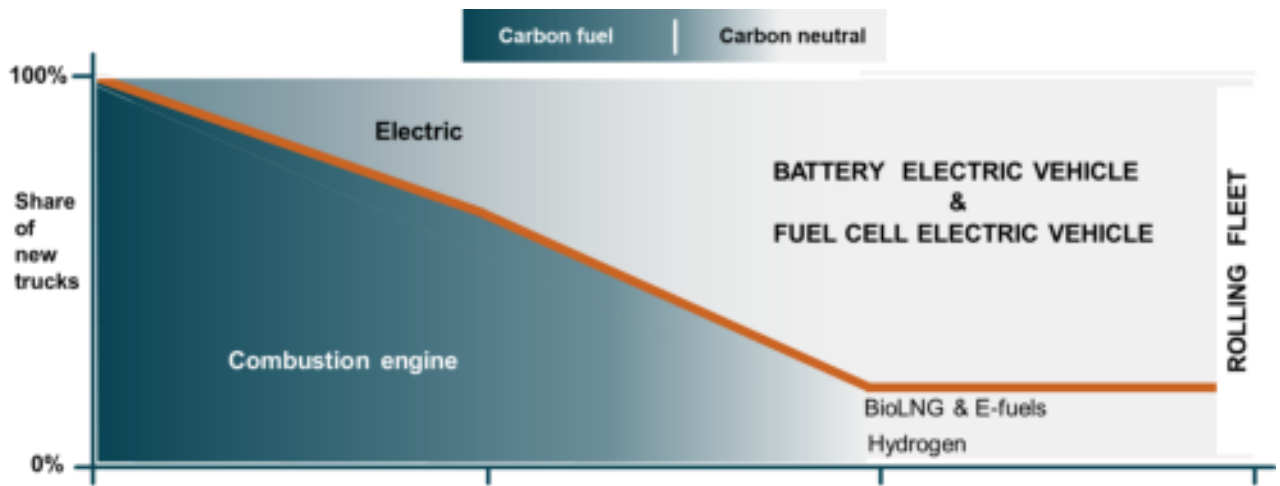 Carbon fuel
Carbon neutral
100%
Electric
BATTERY ELECTRIC VEHICLE
&
FUEL CELL ELECTRIC VEHICLE
Share
of
new
trucks
ROLLING FLEET
Combustion engine
BioLNG & E-fuels
Hydrogen
0%